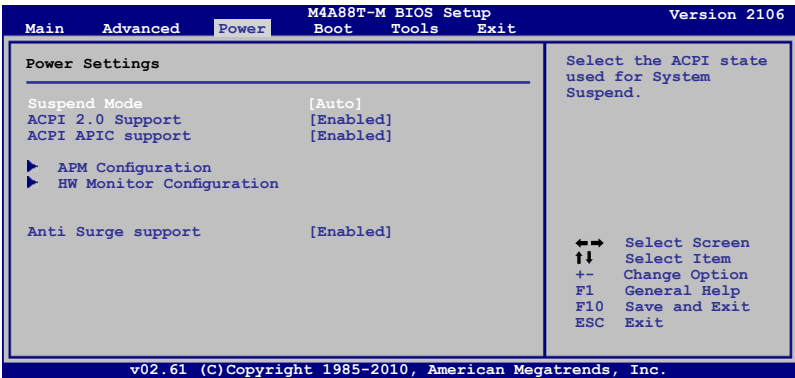 M4A88T-M BIOS Setup Version 2106
Main Advanced Power Boot Tools Exit
Power Settings
Suspend Mode [Auto]
ACPI 2.0 Support [Enabled]
ACPI APIC support [Enabled]
APM Configuration
HW Monitor Configuration
Anti Surge support [Enabled]
Select the ACPI state
used for System
Suspend.
←→ Select Screen
↑↓ Select Item
+- Change Option
F1 General Help
F10 Save and Exit
ESC Exit
v02.61 (C)Copyright 1985-2010, American Megatrends, Inc.